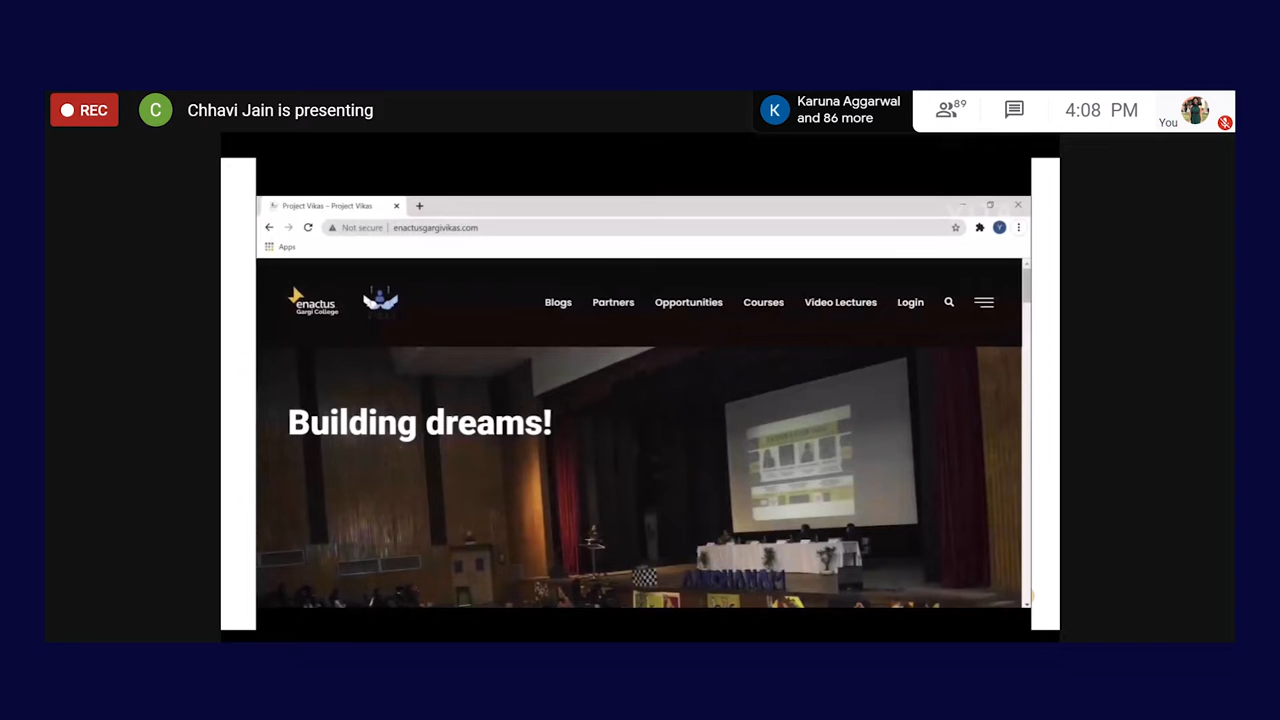 REC
C
Chhavi Jain is presenting
K
Karuna Aggarwal
and 86 more
89
4:08 PM
You
Project Vikas – Project Vikas
Not secure
enactusgargivikas.com
Y
Apps
enactus
Gargi College
Blogs
Partners
Opportunities
Courses
Video Lectures
Login
Building dreams!